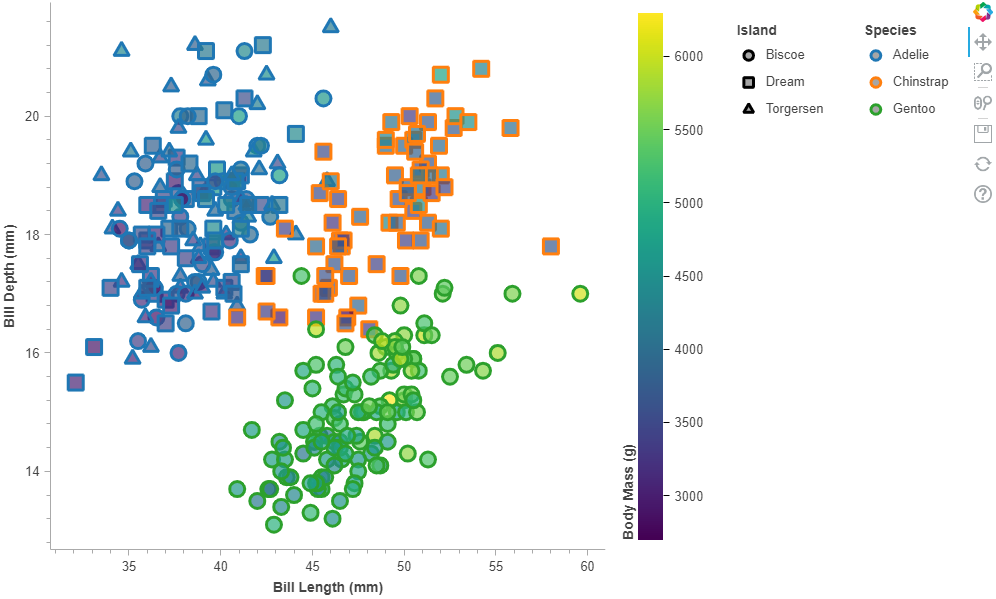 Bill Depth (mm)
20
18
16
14
35
40
45
50
55
60
Bill Length (mm)
Body Mass (g)
6000
5500
5000
4500
4000
3500
3000
Island
Biscoe
Dream
Torgersen
Species
Adelie
Chinstrap
Gentoo
?